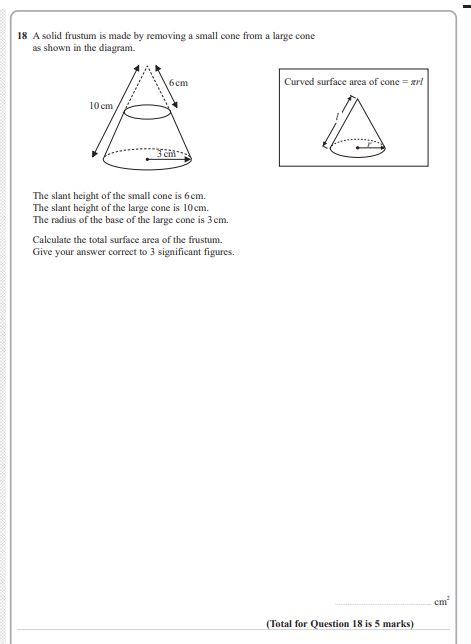 18 A solid frustum is made by removing a small cone from a large cone
as shown in the diagram.
6 cm
10 cm
3 cm
Curved surface area of cone = πrl
l
r
The slant height of the small cone is 6 cm.
The slant height of the large cone is 10 cm.
The radius of the base of the large cone is 3 cm.
Calculate the total surface area of the frustum.
Give your answer correct to 3 significant figures.
cm²
(Total for Question 18 is 5 marks)